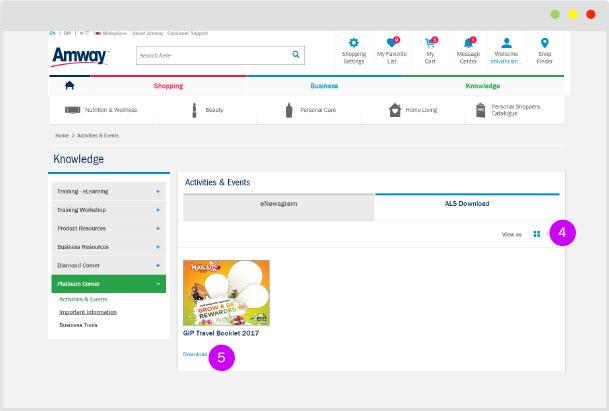 EN | BM | 中文 | Malaysia About Amway Customer Support
Amway
Search here
Shopping Settings
My Favorite List
My Cart
Message Center
Welcome shivani sin...
Shop Finder
Shopping
Business
Knowledge
Nutrition & Wellness
Beauty
Personal Care
Home Living
Personal Shoppers Catalogue
Home > Activities & Events
Knowledge
Training - eLearning +
Training Workshop +
Product Resources +
Business Resources +
Diamond Corner +
Platinum Corner -
Activities & Events
Important Information
Business Tools
Activities & Events
eNewsgram
ALS Download
View as
4
GROW & BE
REWARDED
GIP Travel Booklet 2017
Download
5